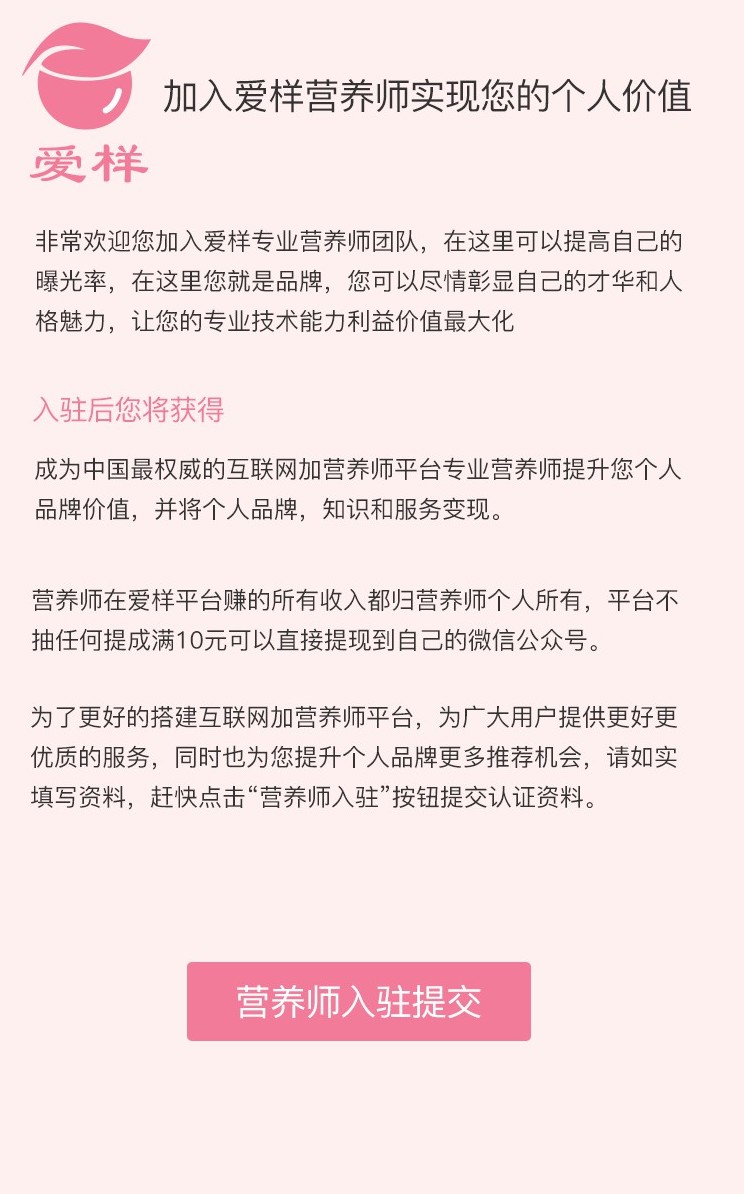 加入爱样营养师实现您的个人价值
爱样
非常欢迎您加入爱样专业营养师团队，在这里可以提高自己的
曝光率，在这里您就是品牌，您可以尽情彰显自己的才华和人
格魅力，让您的专业技术能力利益价值最大化
入驻后您将获得
成为中国最权威的互联网加营养师平台专业营养师提升您个人
品牌价值，并将个人品牌，知识和服务变现。
营养师在爱样平台赚的所有收入都归营养师个人所有，平台不
抽任何提成满10元可以直接提现到自己的微信公众号。
为了更好的搭建互联网加营养师平台，为广大用户提供更好更
优质的服务，同时也为您提升个人品牌更多推荐机会，请如实
填写资料，赶快点击“营养师入驻”按钮提交认证资料。
营养师入驻提交